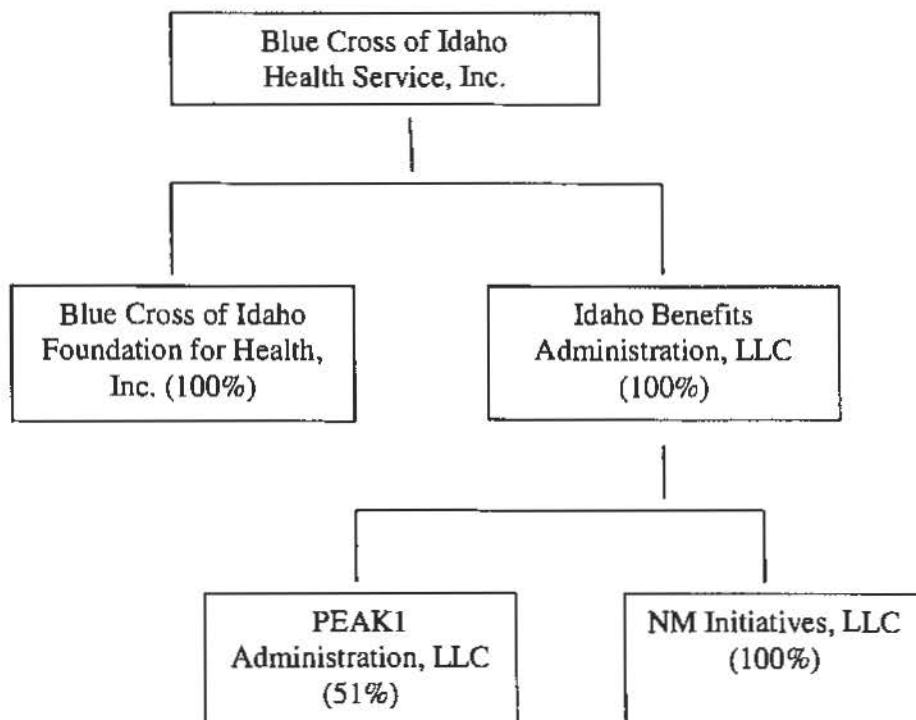 Blue Cross of Idaho
Health Service, Inc.
Blue Cross of Idaho
Foundation for Health,
Inc. (100%)
Idaho Benefits
Administration, LLC
(100%)
PEAK1
Administration, LLC
(51%)
NM Initiatives, LLC
(100%)